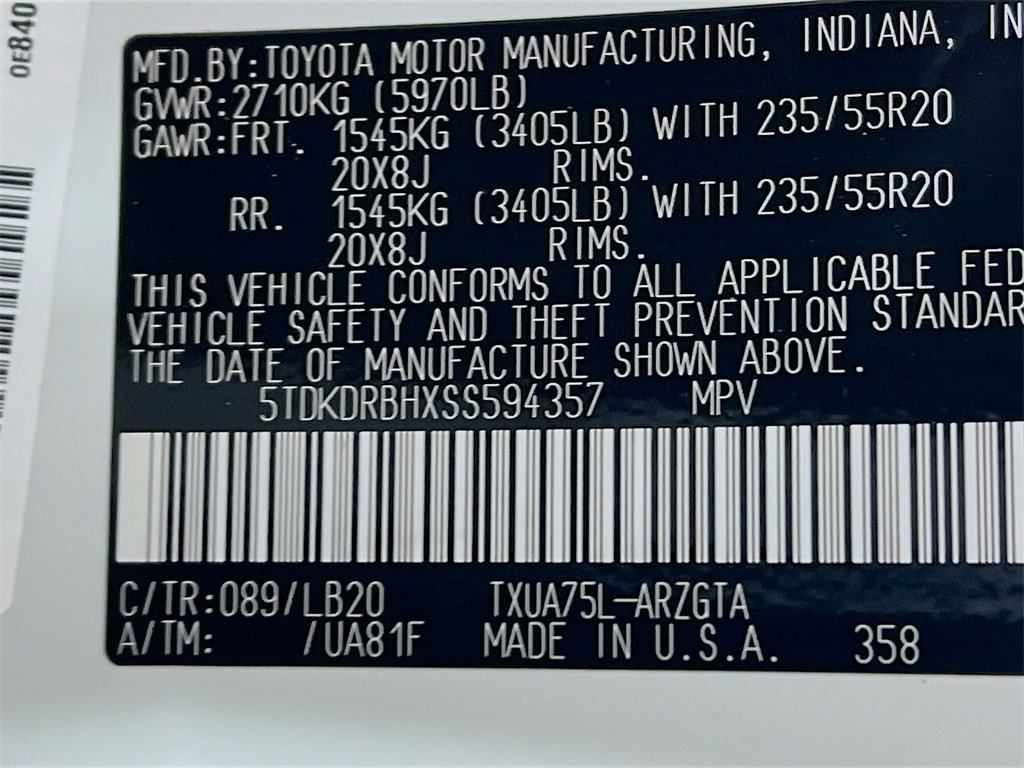 0E840
MFD.BY:TOYOTA MOTOR MANUFACTURING, INDIANA, IN
GVWR:2710KG (5970LB)
GAWR:FRT. 1545KG (3405LB) WITH 235/55R20
20X8J RIMS.
RR. 1545KG (3405LB) WITH 235/55R20
20X8J RIMS.
THIS VEHICLE CONFORMS TO ALL APPLICABLE FED
VEHICLE SAFETY AND THEFT PREVENTION STANDAR
THE DATE OF MANUFACTURE SHOWN ABOVE.
5TDKDRBHXSS594357 MPV
C/TR:089/LB20 TXUA75L-ARZGTA
A/TM: /UA81F MADE IN U.S.A. 358